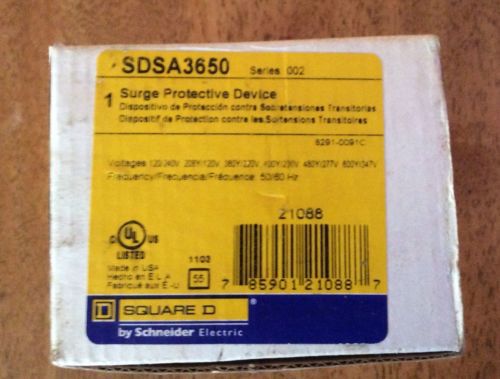 SDSA3650 Series 002
1 Surge Protective Device
Dispositivo de Protección contra Sobretensiones Transitorias
Dispositif de Protection contre les Surtensions Transitoires
6291-0091C
Voltages 120/240V 208Y/120V 380Y/220V 400Y/230V 480Y/277V 600Y/347V
Frequency/Frecuencia/Fréquence: 50/60 Hz
21088
C UL US
LISTED
1103
55
Made in USA
Hecho en E.U.A.
Fabriqué aux É.-U.
7 85901 21088 7
SQUARE D
by Schneider Electric